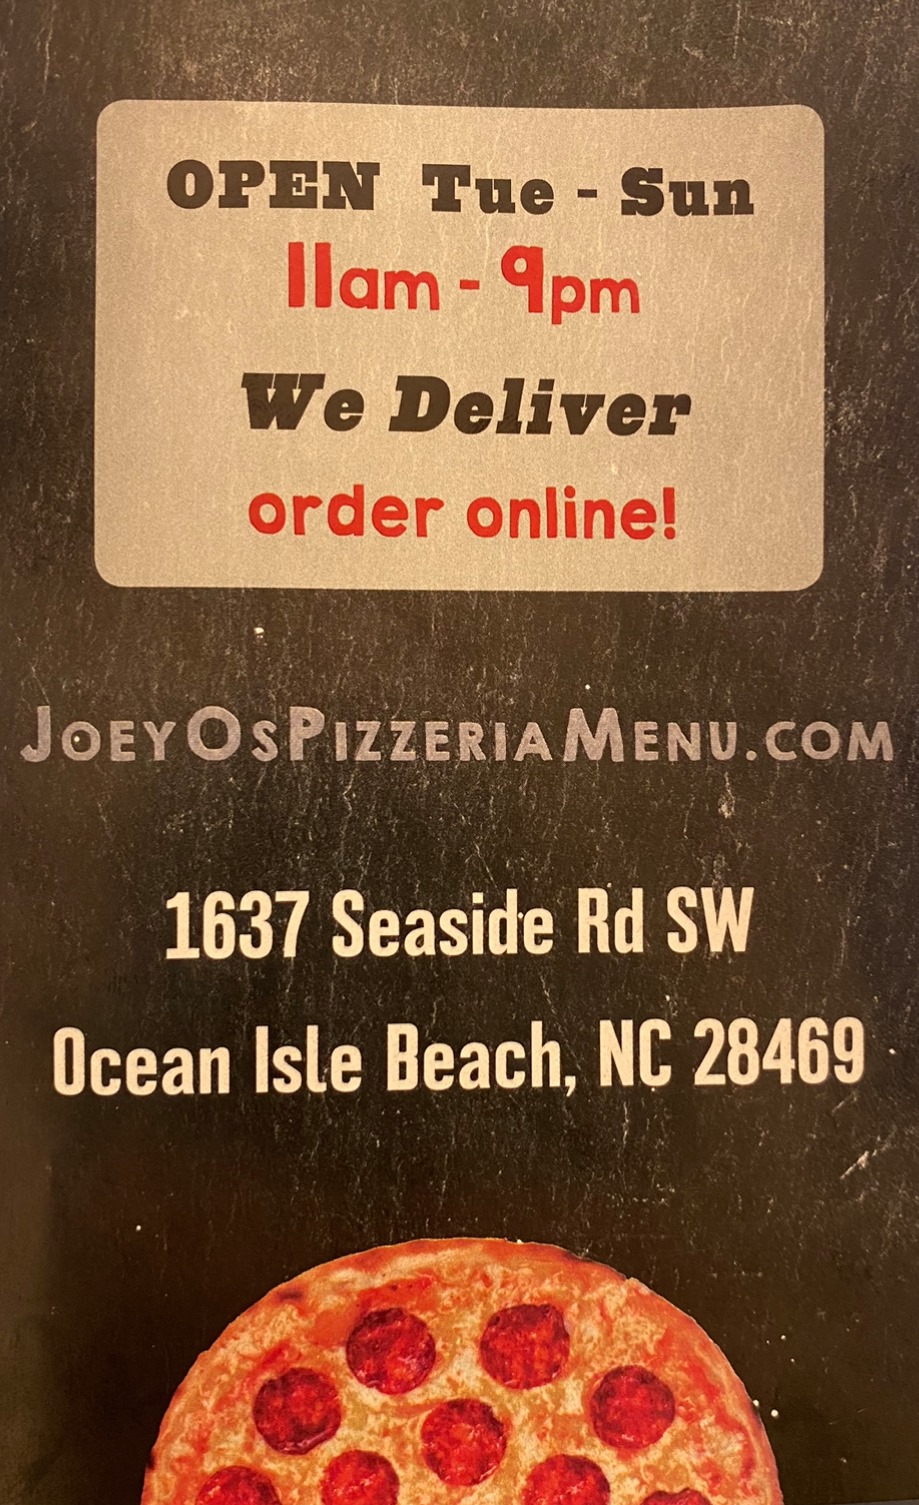 OPEN Tue - Sun
11am - 9pm
We Deliver
order online!
JoeyOsPizzeriaMenu.com
1637 Seaside Rd SW
Ocean Isle Beach, NC 28469